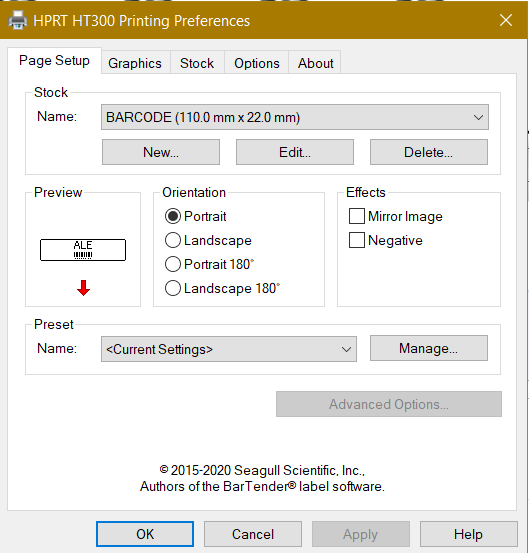 HPRT HT300 Printing Preferences
Page Setup Graphics Stock Options About
Stock
Name: BARCODE (110.0 mm x 22.0 mm)
New... Edit... Delete...
Preview
ALE
Orientation
Portrait
Landscape
Portrait 180°
Landscape 180°
Effects
Mirror Image
Negative
Preset
Name: <Current Settings> Manage...
Advanced Options...
© 2015-2020 Seagull Scientific, Inc.,
Authors of the BarTender® label software.
OK Cancel Apply Help